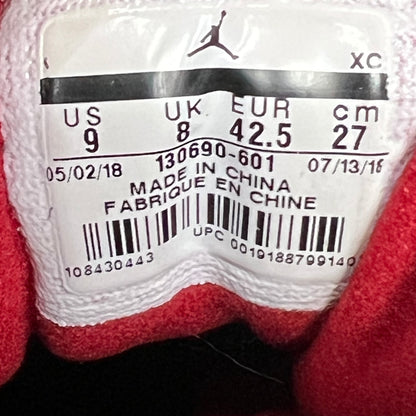 XC
US UK EUR cm
9 8 42.5 27
05/02/18 130690-601 07/13/18
MADE IN CHINA
FABRIQUE EN CHINE
108430443 UPC 00191887991401